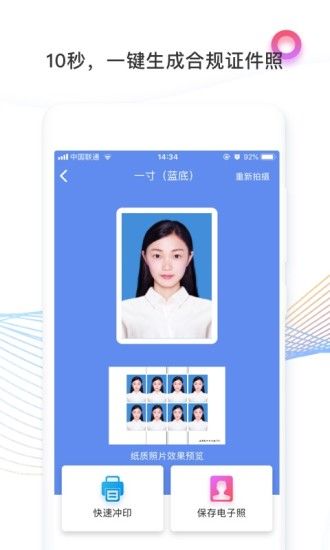 10秒，一键生成合规证件照
中国联通 14:34 92%
一寸（蓝底） 重新拍摄
纸质照片效果预览
快速冲印 保存电子照